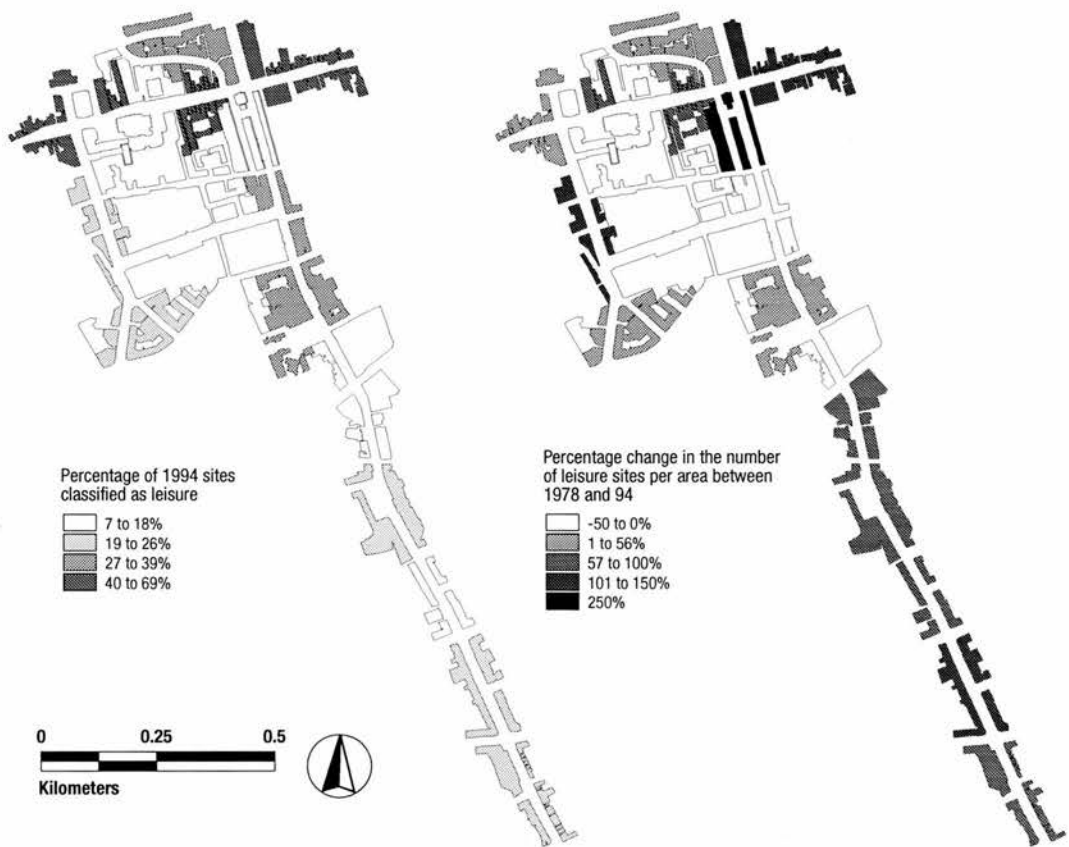 Percentage of 1994 sites
classified as leisure
7 to 18%
19 to 26%
27 to 39%
40 to 69%
Percentage change in the number
of leisure sites per area between
1978 and 94
-50 to 0%
1 to 56%
57 to 100%
101 to 150%
250%
0 0.25 0.5
Kilometers